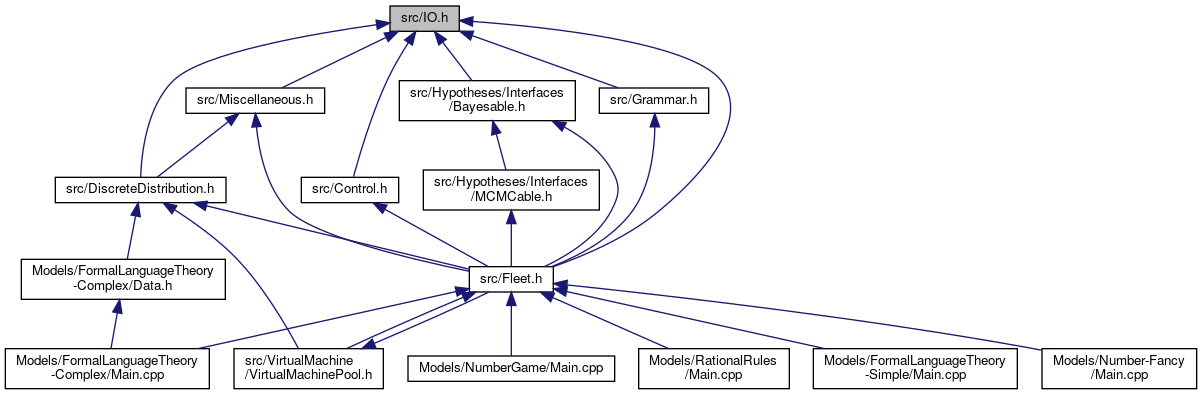 src/IO.h
src/Miscellaneous.h
src/Hypotheses/Interfaces
/Bayesable.h
src/Grammar.h
src/DiscreteDistribution.h
src/Control.h
src/Hypotheses/Interfaces
/MCMCable.h
Models/FormalLanguageTheory
-Complex/Data.h
src/Fleet.h
Models/FormalLanguageTheory
-Complex/Main.cpp
src/VirtualMachine
/VirtualMachinePool.h
Models/NumberGame/Main.cpp
Models/RationalRules
/Main.cpp
Models/FormalLanguageTheory
-Simple/Main.cpp
Models/Number-Fancy
/Main.cpp